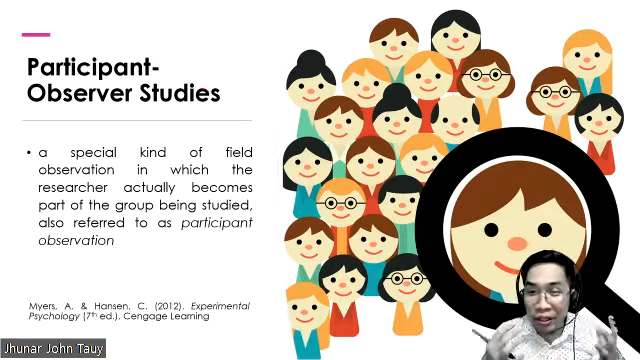 Participant-
Observer Studies
• a special kind of field
observation in which the
researcher actually becomes
part of the group being studied,
also referred to as participant
observation
Myers, A. & Hansen, C. (2012). Experimental
Psychology (7th ed.). Cengage Learning
Jhunar John Tauy